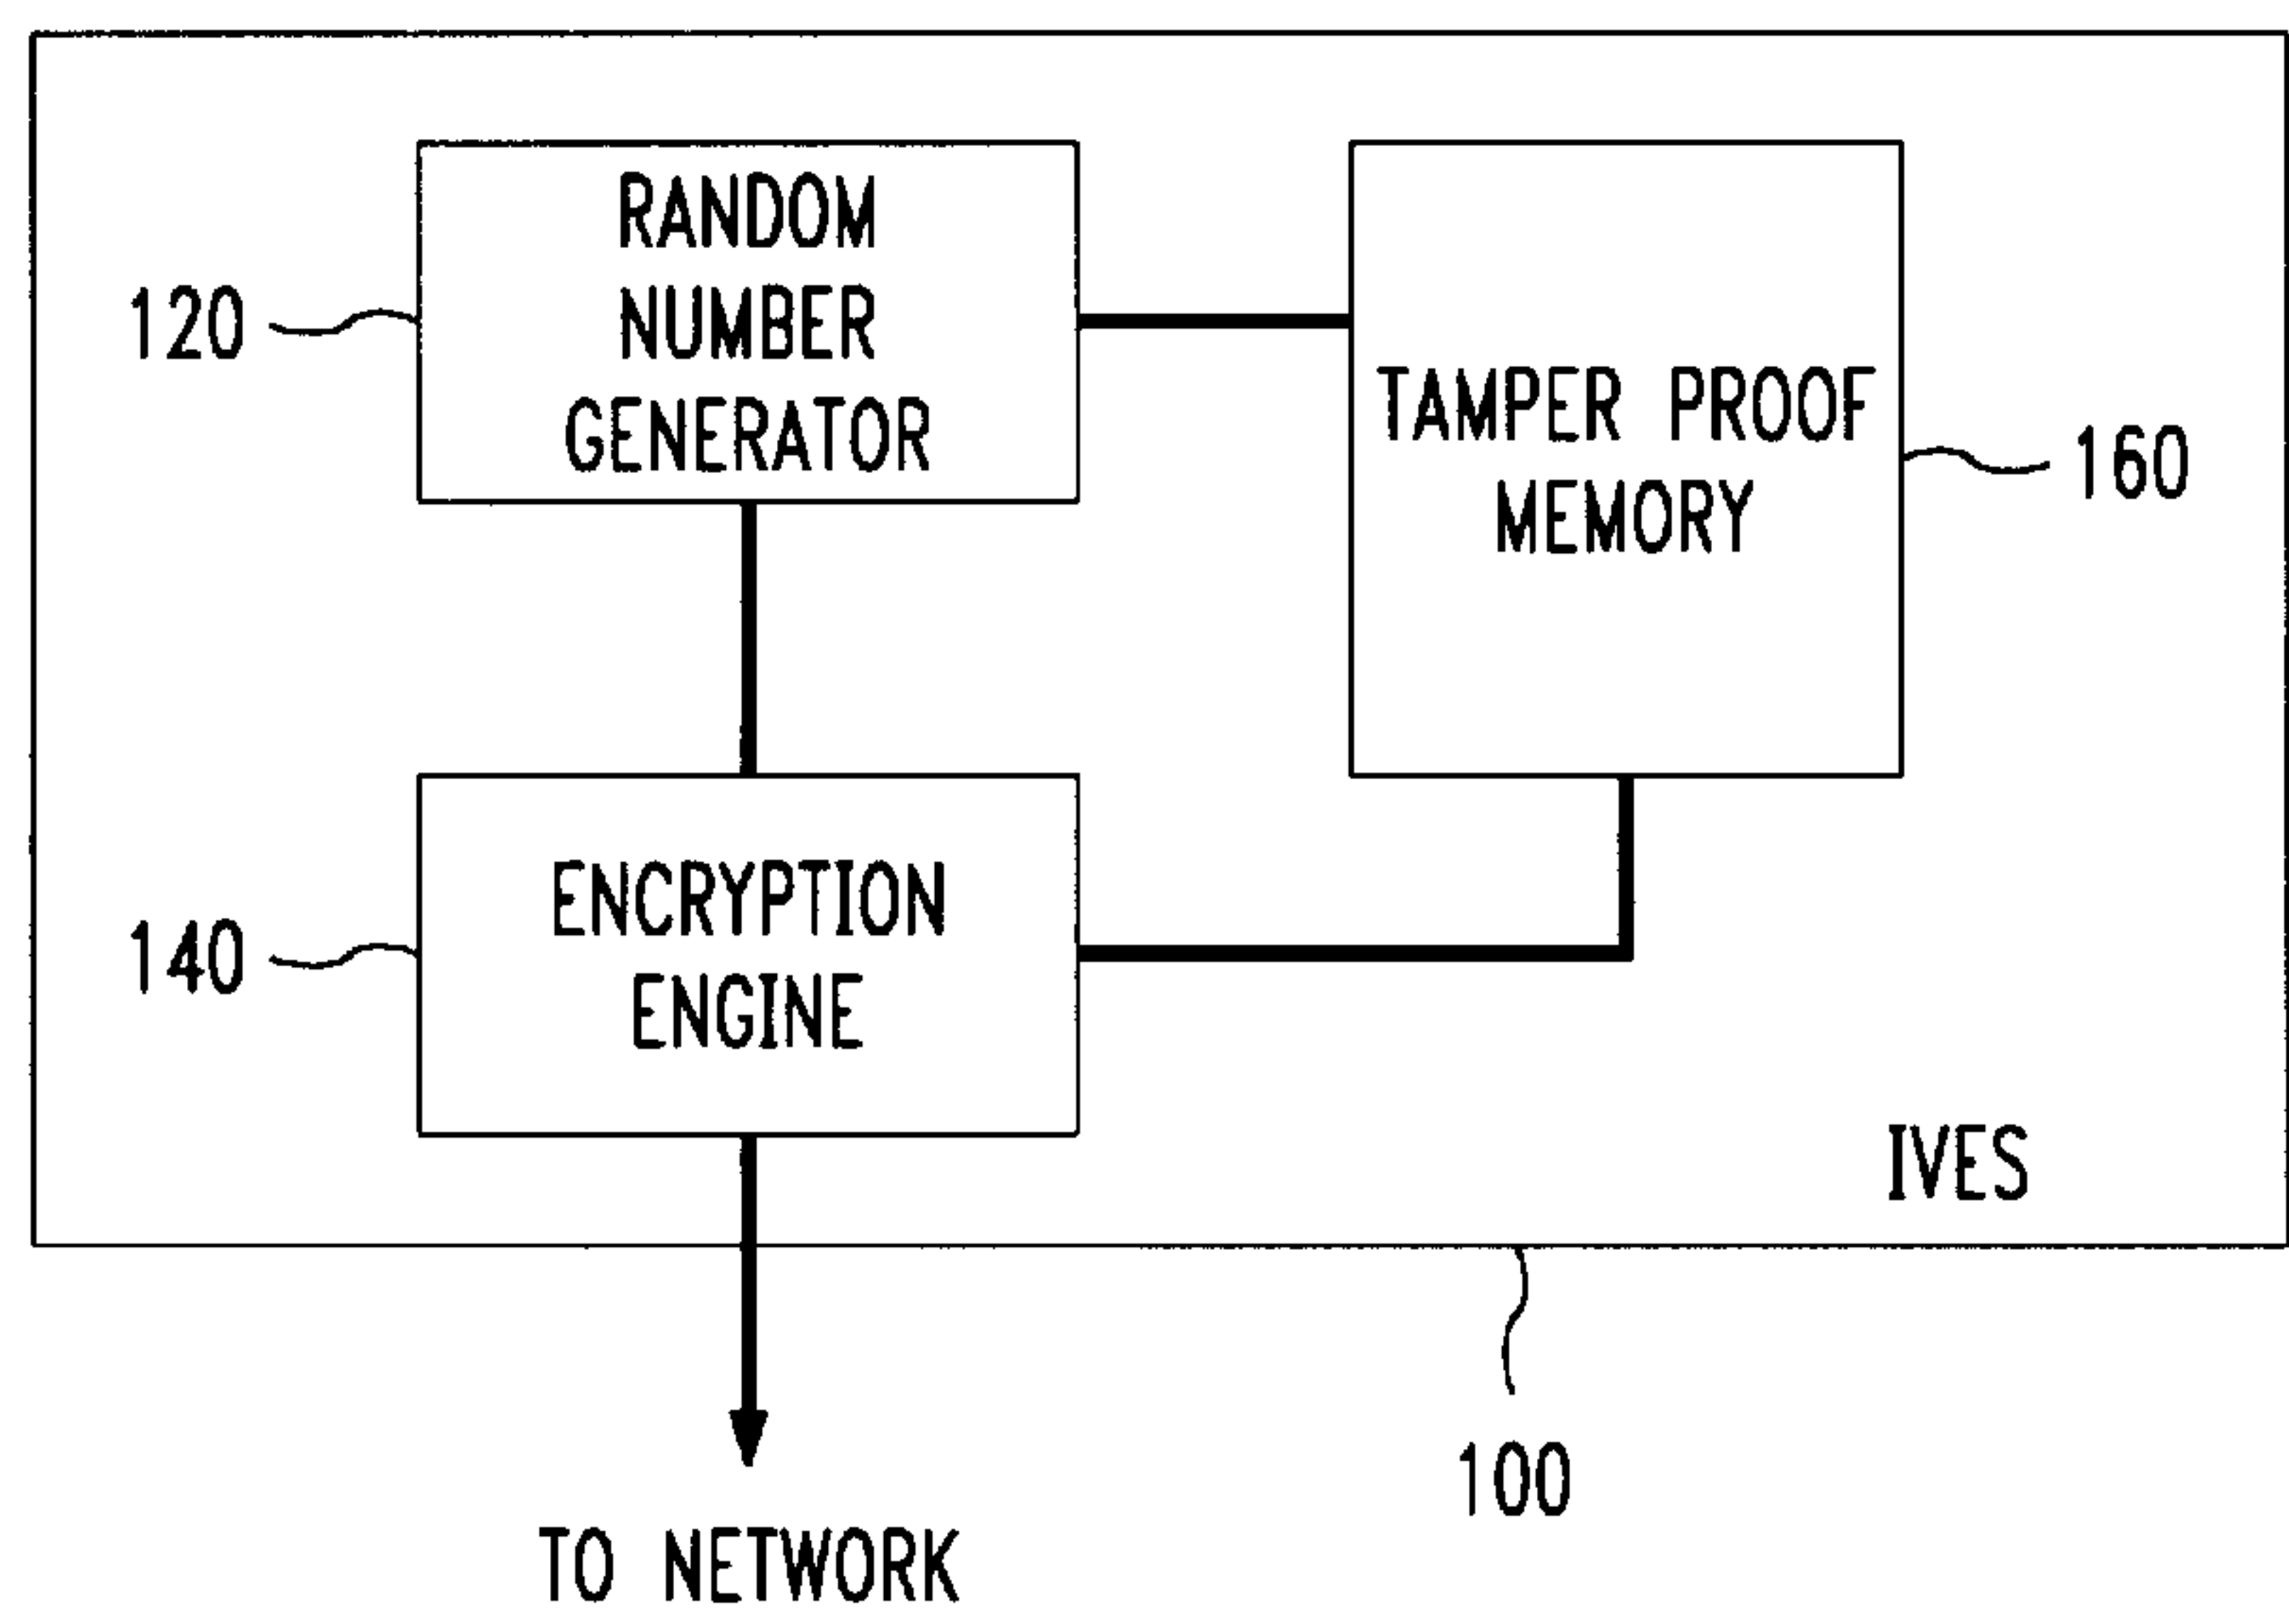 RANDOM
NUMBER
GENERATOR
120
TAMPER PROOF
MEMORY
160
ENCRYPTION
ENGINE
140
IVES
100
TO NETWORK